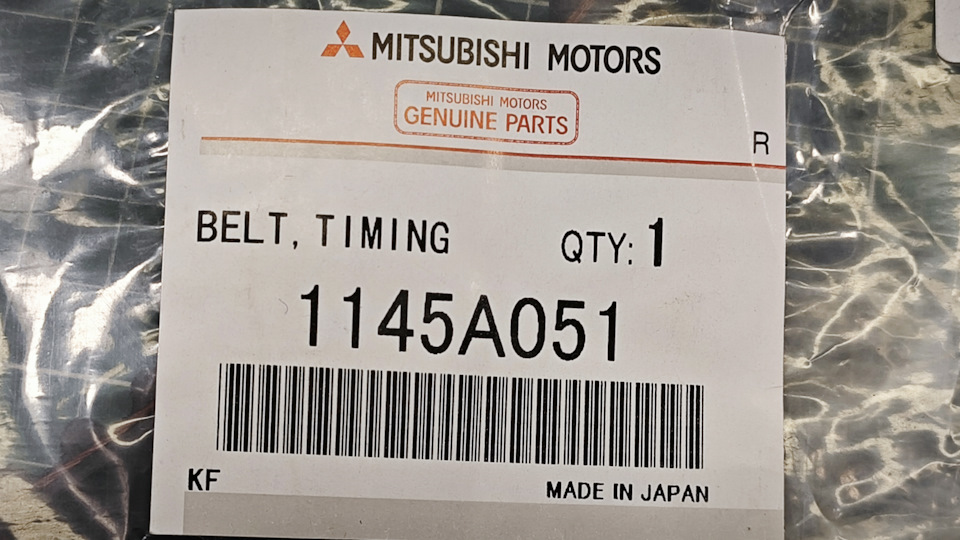 MITSUBISHI MOTORS
MITSUBISHI MOTORS
GENUINE PARTS
R
BELT, TIMING QTY: 1
1145A051
KF MADE IN JAPAN